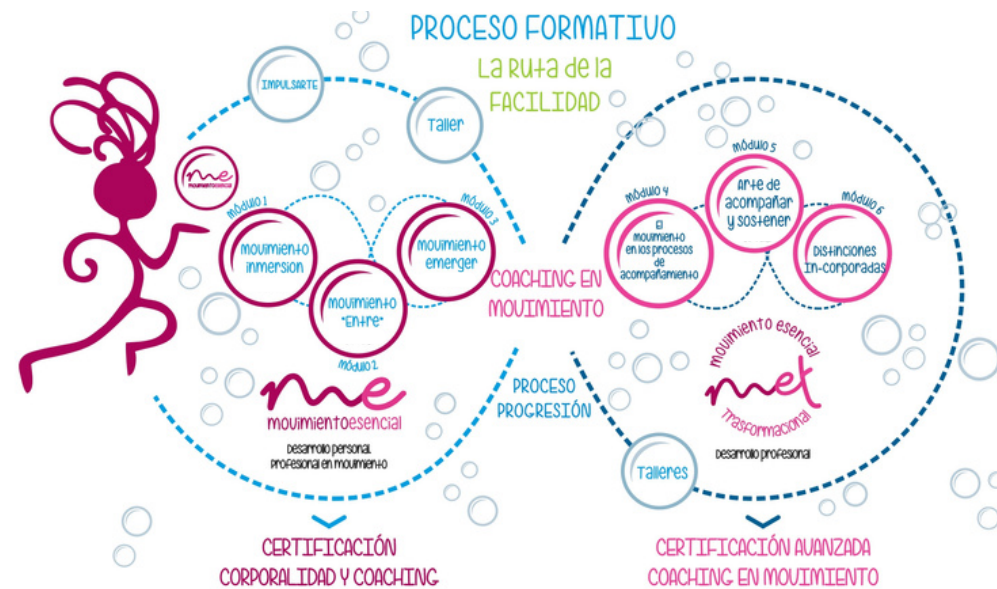 PROCESO FORMATIVO
La Ruta de la
FACILIDAD
IMPULSARTE
Taller
me
movimientoesencial
módulo 1
movimiento
inmersion
movimiento
"Entre"
módulo 2
módulo 3
movimiento
emerger
me
movimientoesencial
Desarrollo personal
Profesional en movimiento
COACHING EN
MOVIMIENTO
PROCESO
PROGRESIÓN
módulo 4
El
movimiento
en los procesos
de
acompañamiento
módulo 5
Arte de
acompañar
y sostener
módulo 6
Distinciones
In-corporadas
movimiento esencial
met
Trasformacional
Desarrollo profesional
Talleres
CERTIFICACIÓN
CORPORALIDAD Y COACHING
CERTIFICACIÓN AVANZADA
COACHING EN MOVIMIENTO